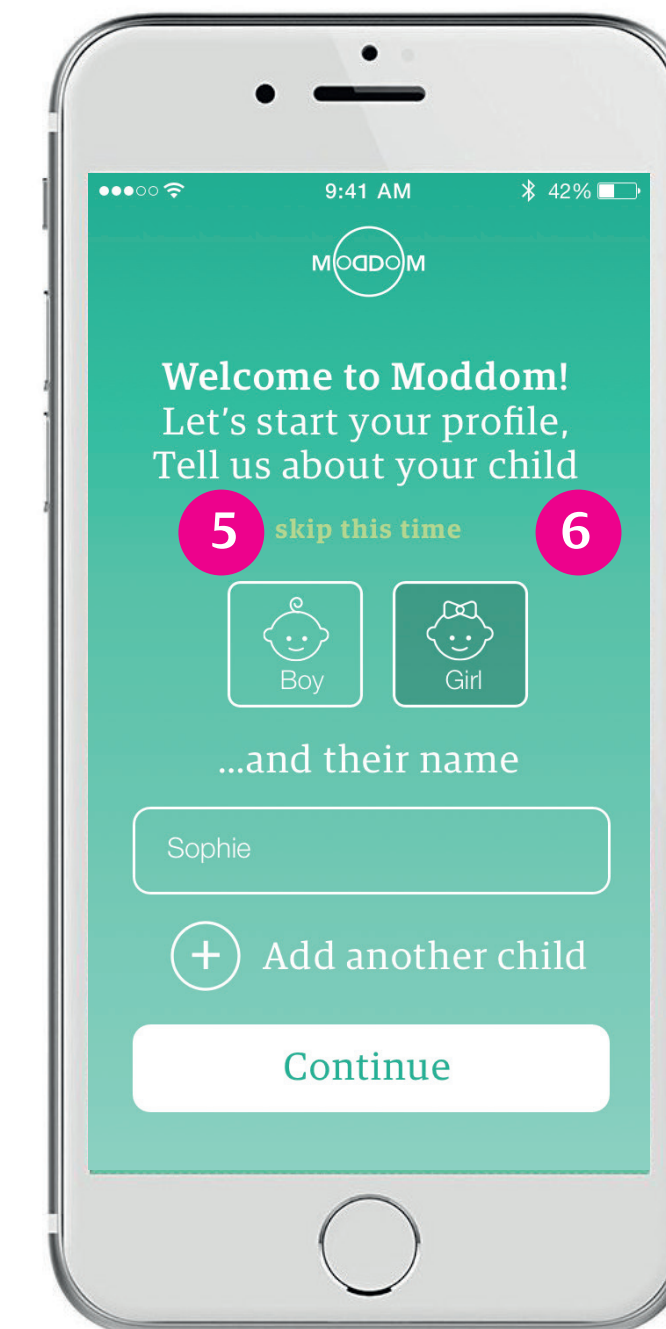 9:41 AM 42%
MODDOM
Welcome to Moddom!
Let's start your profile,
Tell us about your child
5 skip this time 6
Boy Girl
...and their name
Sophie
+ Add another child
Continue